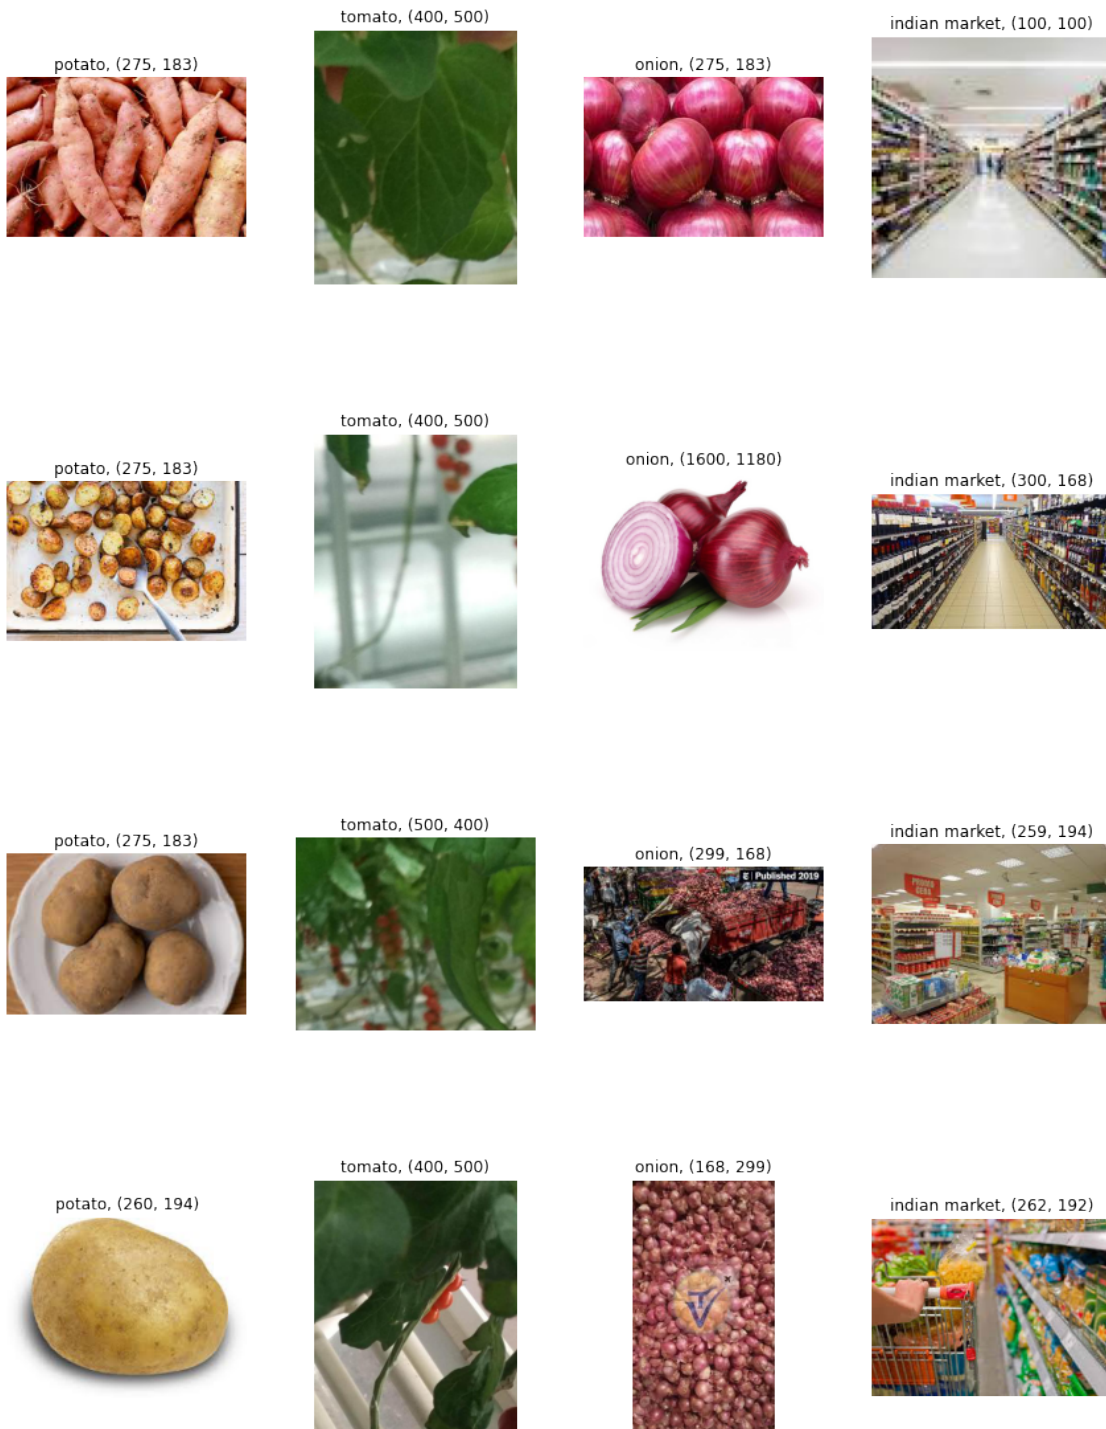 potato, (275, 183)
tomato, (400, 500)
onion, (275, 183)
indian market, (100, 100)
potato, (275, 183)
tomato, (400, 500)
onion, (1600, 1180)
indian market, (300, 168)
potato, (275, 183)
tomato, (500, 400)
onion, (299, 168)
indian market, (259, 194)
Published 2019
potato, (260, 194)
tomato, (400, 500)
onion, (168, 299)
indian market, (262, 192)